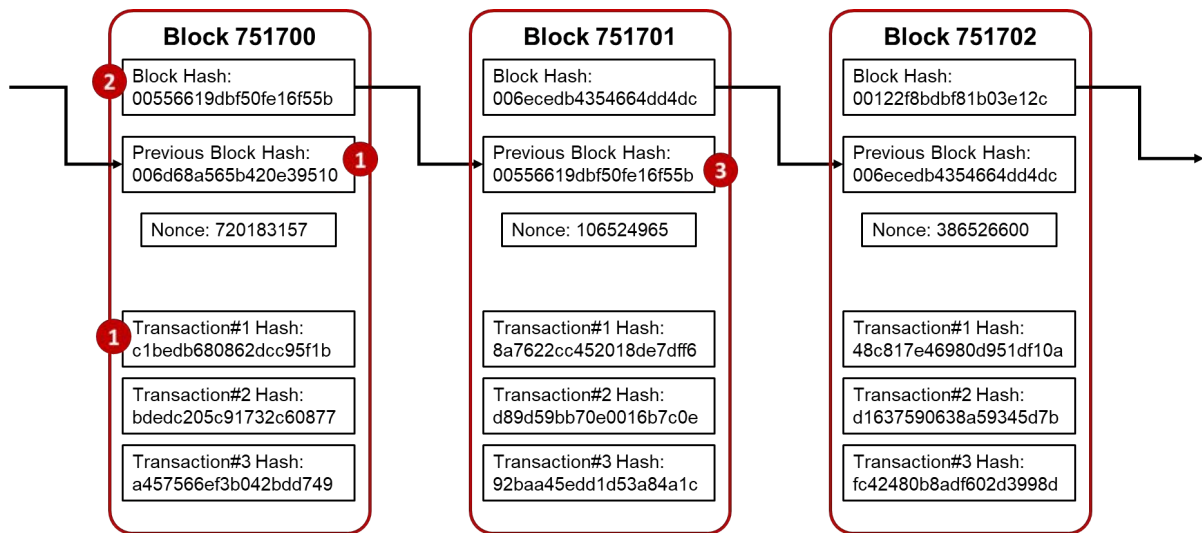 Block 751700
2
Block Hash:
00556619dbf50fe16f55b
Previous Block Hash:
006d68a565b420e39510
1
Nonce: 720183157
1
Transaction#1 Hash:
c1bedb680862dcc95f1b
Transaction#2 Hash:
bdedc205c91732c60877
Transaction#3 Hash:
a457566ef3b042bdd749
Block 751701
Block Hash:
006ecedb4354664dd4dc
Previous Block Hash:
00556619dbf50fe16f55b
3
Nonce: 106524965
Transaction#1 Hash:
8a7622cc452018de7dff6
Transaction#2 Hash:
d89d59bb70e0016b7c0e
Transaction#3 Hash:
92baa45edd1d53a84a1c
Block 751702
Block Hash:
00122f8bdbf81b03e12c
Previous Block Hash:
006ecedb4354664dd4dc
Nonce: 386526600
Transaction#1 Hash:
48c817e46980d951df10a
Transaction#2 Hash:
d1637590638a59345d7b
Transaction#3 Hash:
fc42480b8adf602d3998d